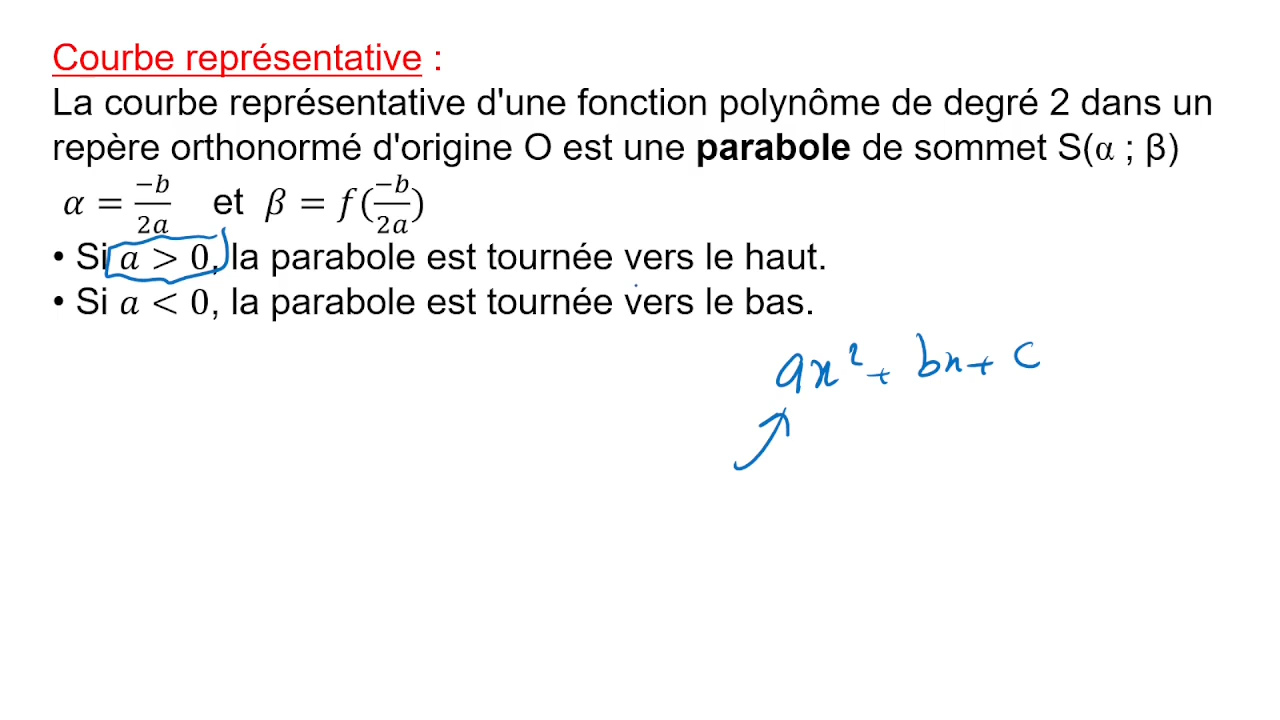 Courbe représentative :
La courbe représentative d'une fonction polynôme de degré 2 dans un
repère orthonormé d'origine O est une parabole de sommet S(α ; β)
α = −b/2a et β = f(−b/2a)
• Si a > 0, la parabole est tournée vers le haut.
• Si a < 0, la parabole est tournée vers le bas.
ax² + bx + c